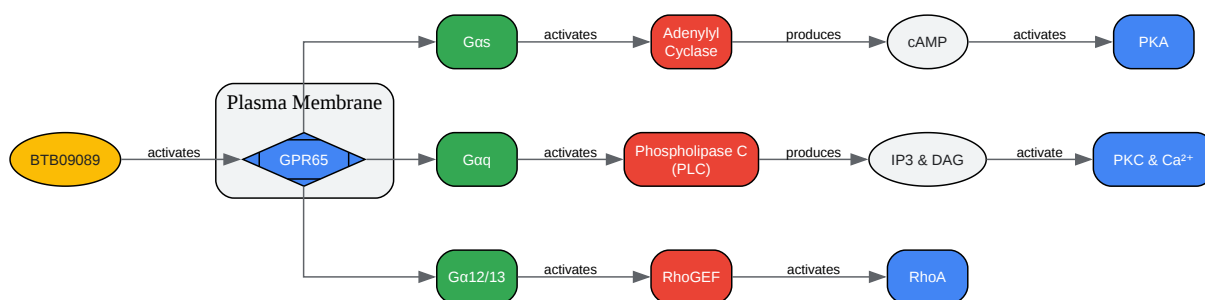 Gαs
activates
Adenylyl
Cyclase
produces
cAMP
activates
PKA
Plasma Membrane
BTB09089
activates
GPR65
Gαq
activates
Phospholipase C
(PLC)
produces
IP3 & DAG
activate
PKC & Ca²⁺
Gα12/13
activates
RhoGEF
activates
RhoA